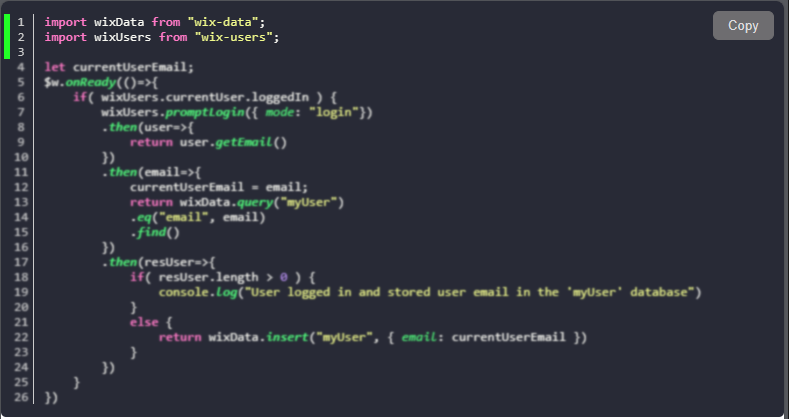 Copy
1 import wixData from "wix-data";
2 import wixUsers from "wix-users";
3
4 let currentUserEmail;
5 $w.onReady(()=>{
6 if( wixUsers.currentUser.loggedIn ) {
7 wixUsers.promptLogin({ mode: "login"})
8 .then(user=>{
9 return user.getEmail()
10 })
11 .then(email=>{
12 currentUserEmail = email;
13 return wixData.query("myUser")
14 .eq("email", email)
15 .find()
16 })
17 .then(resUser=>{
18 if( resUser.length > 0 ) {
19 console.log("User logged in and stored user email in the 'myUser' database")
20 }
21 else {
22 return wixData.insert("myUser", { email: currentUserEmail })
23 }
24 })
25 }
26 })